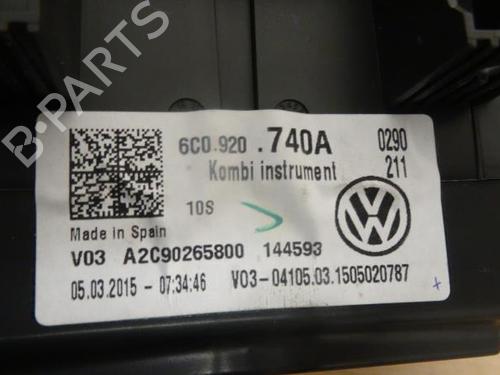 6C0.920 .740A 0290
Kombi instrument 211
10S
Made in Spain
V03 A2C90265800 144593
05.03.2015 - 07:34:46 V03-04105.03.1505020787
B-PARTS